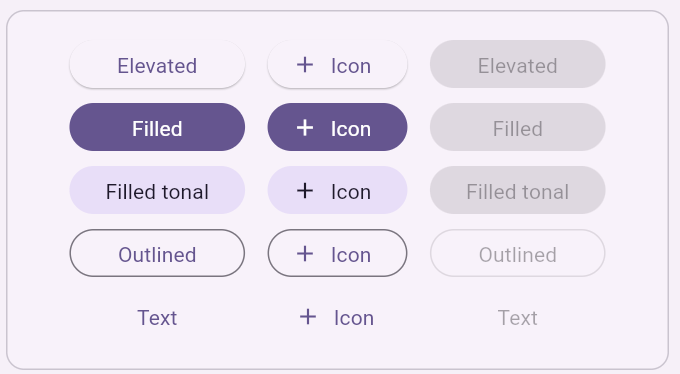 Elevated + Icon Elevated
Filled + Icon Filled
Filled tonal + Icon Filled tonal
Outlined + Icon Outlined
Text + Icon Text